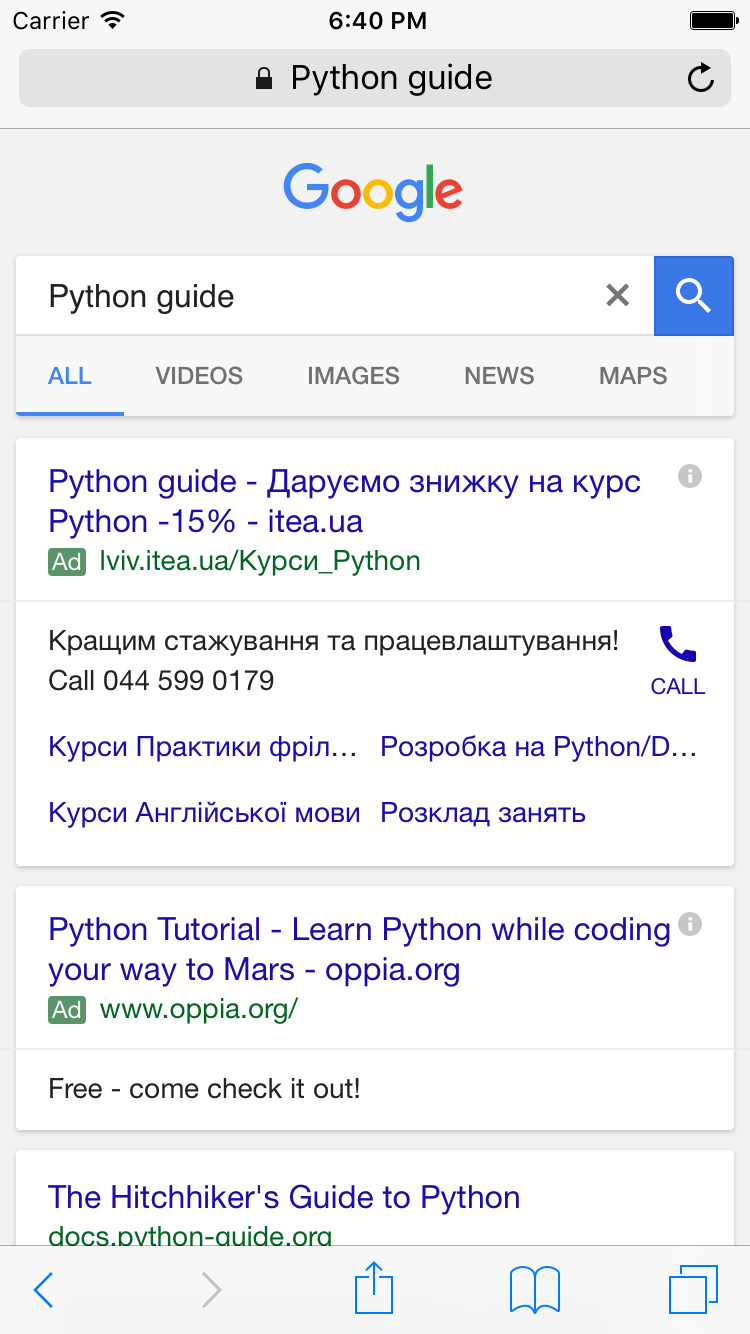 Carrier 6:40 PM
Python guide
Google
Python guide
ALL VIDEOS IMAGES NEWS MAPS
Python guide - Даруємо знижку на курс
Python -15% - itea.ua
Ad lviv.itea.ua/Курси_Python
Кращим стажування та працевлаштування!
Call 044 599 0179
CALL
Курси Практики фріл... Розробка на Python/D...
Курси Англійської мови Розклад занять
Python Tutorial - Learn Python while coding
your way to Mars - oppia.org
Ad www.oppia.org/
Free - come check it out!
The Hitchhiker's Guide to Python
docs.python-guide.org